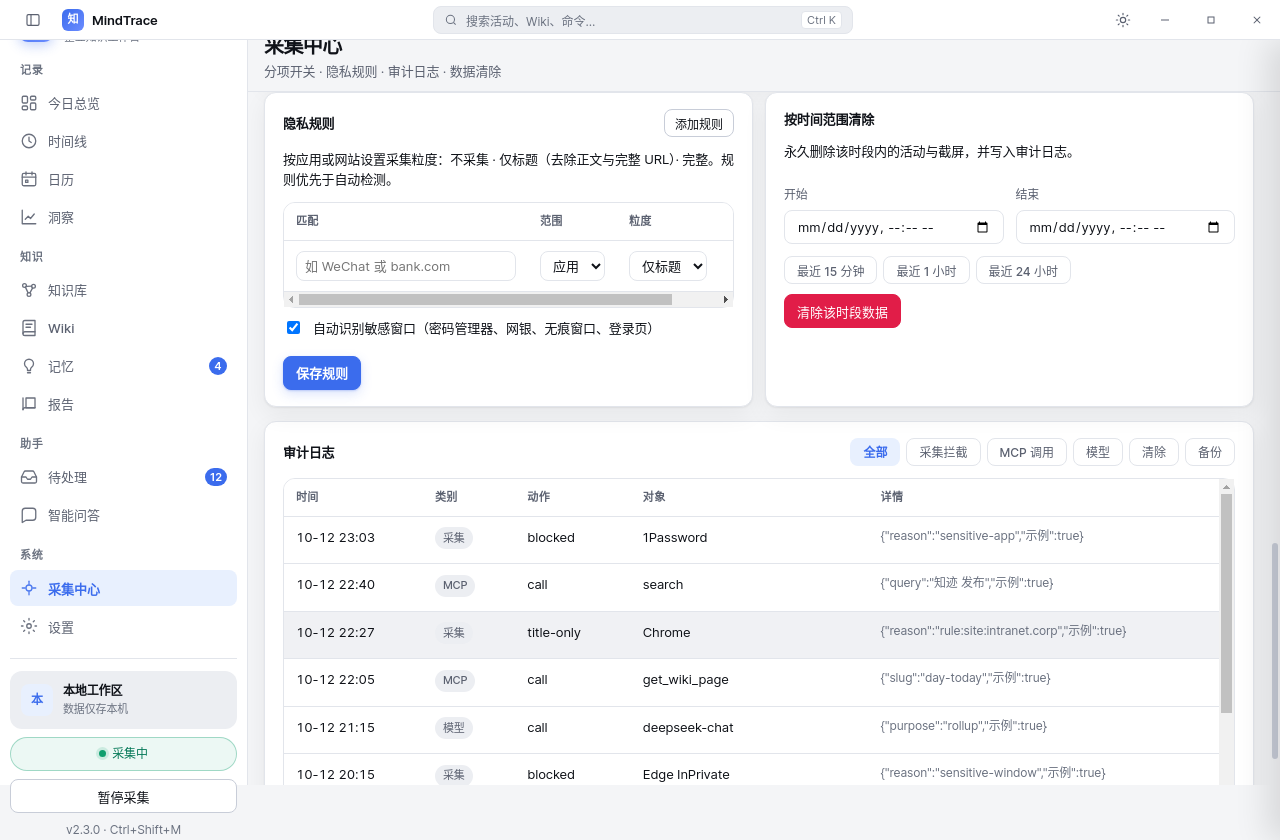 知 MindTrace
搜索活动、Wiki、命令... Ctrl K
记录
今日总览
时间线
日历
洞察
知识
知识库
Wiki
记忆 4
报告
助手
待处理 12
智能问答
系统
采集中心
设置
本 本地工作区
数据仅存本机
采集中
暂停采集
v2.3.0 · Ctrl+Shift+M
采集中心
分项开关 · 隐私规则 · 审计日志 · 数据清除
隐私规则 添加规则
按应用或网站设置采集粒度：不采集 · 仅标题（去除正文与完整 URL）· 完整。规
则优先于自动检测。
匹配 范围 粒度
如 WeChat 或 bank.com 应用 仅标题
自动识别敏感窗口（密码管理器、网银、无痕窗口、登录页）
保存规则
按时间范围清除
永久删除该时段内的活动与截屏，并写入审计日志。
开始 结束
mm/dd/yyyy, --:-- -- mm/dd/yyyy, --:-- --
最近 15 分钟 最近 1 小时 最近 24 小时
清除该时段数据
审计日志 全部 采集拦截 MCP 调用 模型 清除 备份
时间 类别 动作 对象 详情
10-12 23:03 采集 blocked 1Password {"reason":"sensitive-app","示例":true}
10-12 22:40 MCP call search {"query":"知迹 发布","示例":true}
10-12 22:27 采集 title-only Chrome {"reason":"rule:site:intranet.corp","示例":true}
10-12 22:05 MCP call get_wiki_page {"slug":"day-today","示例":true}
10-12 21:15 模型 call deepseek-chat {"purpose":"rollup","示例":true}
10-12 20:15 采集 blocked Edge InPrivate {"reason":"sensitive-window","示例":true}